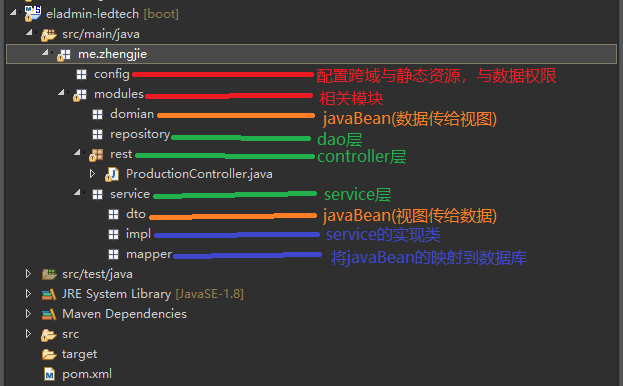 eladmin-ledtech [boot]
src/main/java
me.zhengjie
config 配置跨域与静态资源，与数据权限
modules 相关模块
domian javaBean(数据传给视图)
repository dao层
rest controller层
ProductionController.java
service service层
dto javaBean(视图传给数据)
impl service的实现类
mapper 将javaBean的映射到数据库
src/test/java
JRE System Library [JavaSE-1.8]
Maven Dependencies
src
target
pom.xml